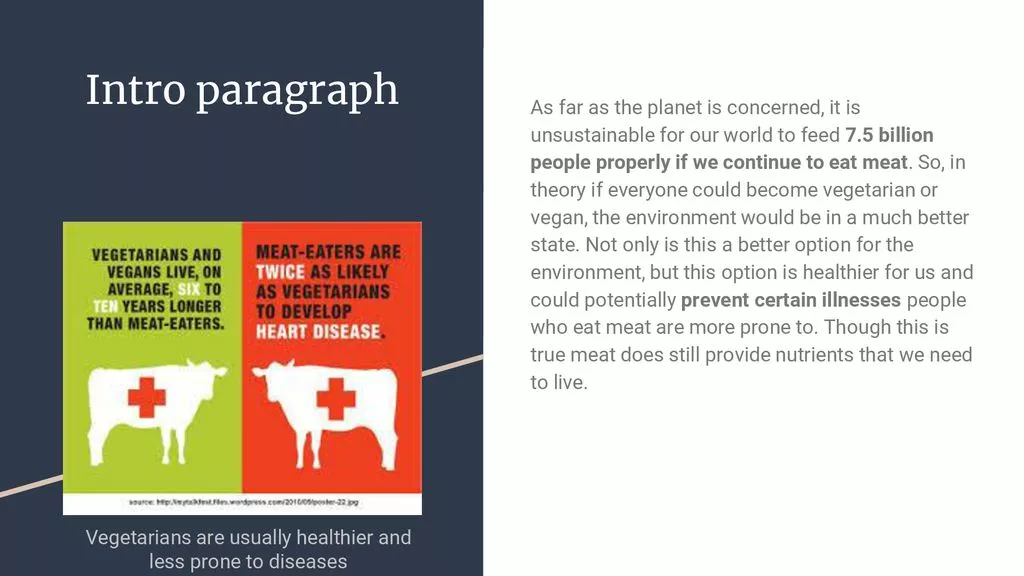 Intro paragraph
VEGETARIANS AND
VEGANS LIVE, ON
AVERAGE, SIX TO
TEN YEARS LONGER
THAN MEAT-EATERS.
MEAT-EATERS ARE
TWICE AS LIKELY
AS VEGETARIANS
TO DEVELOP
HEART DISEASE.
source: http://mytalkfest.files.wordpress.com/2010/09/poster-22.jpg
Vegetarians are usually healthier and
less prone to diseases
As far as the planet is concerned, it is
unsustainable for our world to feed 7.5 billion
people properly if we continue to eat meat. So, in
theory if everyone could become vegetarian or
vegan, the environment would be in a much better
state. Not only is this a better option for the
environment, but this option is healthier for us and
could potentially prevent certain illnesses people
who eat meat are more prone to. Though this is
true meat does still provide nutrients that we need
to live.